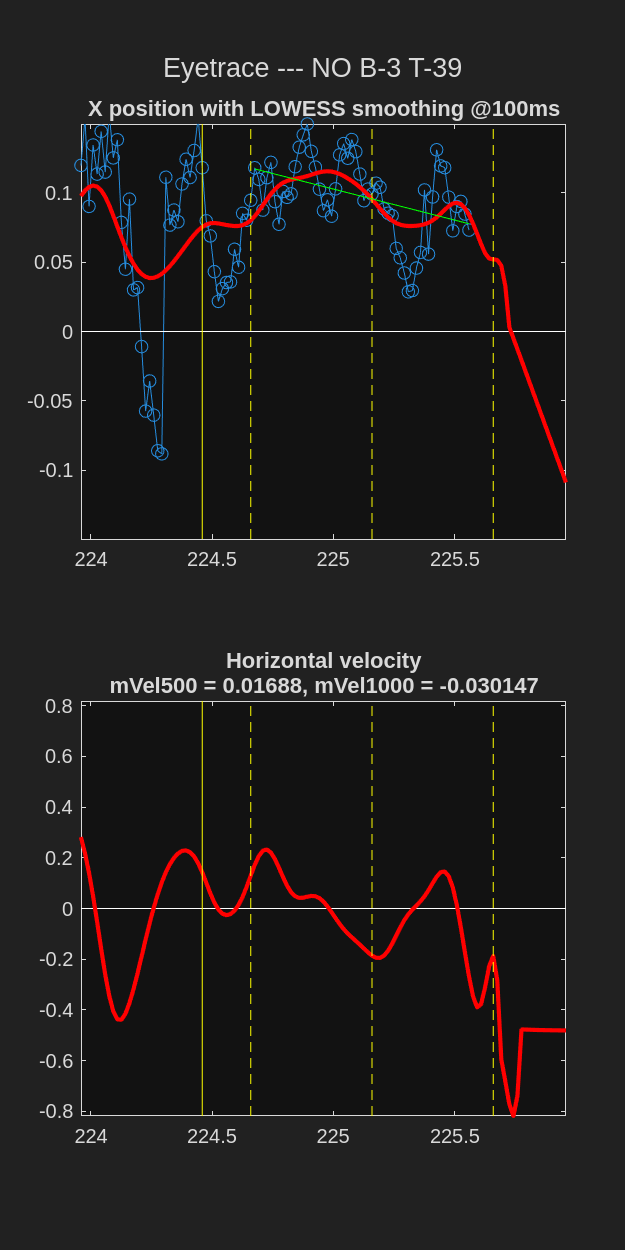 Eyetrace --- NO B-3 T-39
X position with LOWESS smoothing @100ms
0.1
0.05
0
-0.05
-0.1
224 224.5 225 225.5
Horizontal velocity
mVel500 = 0.01688, mVel1000 = -0.030147
0.8
0.6
0.4
0.2
0
-0.2
-0.4
-0.6
-0.8
224 224.5 225 225.5